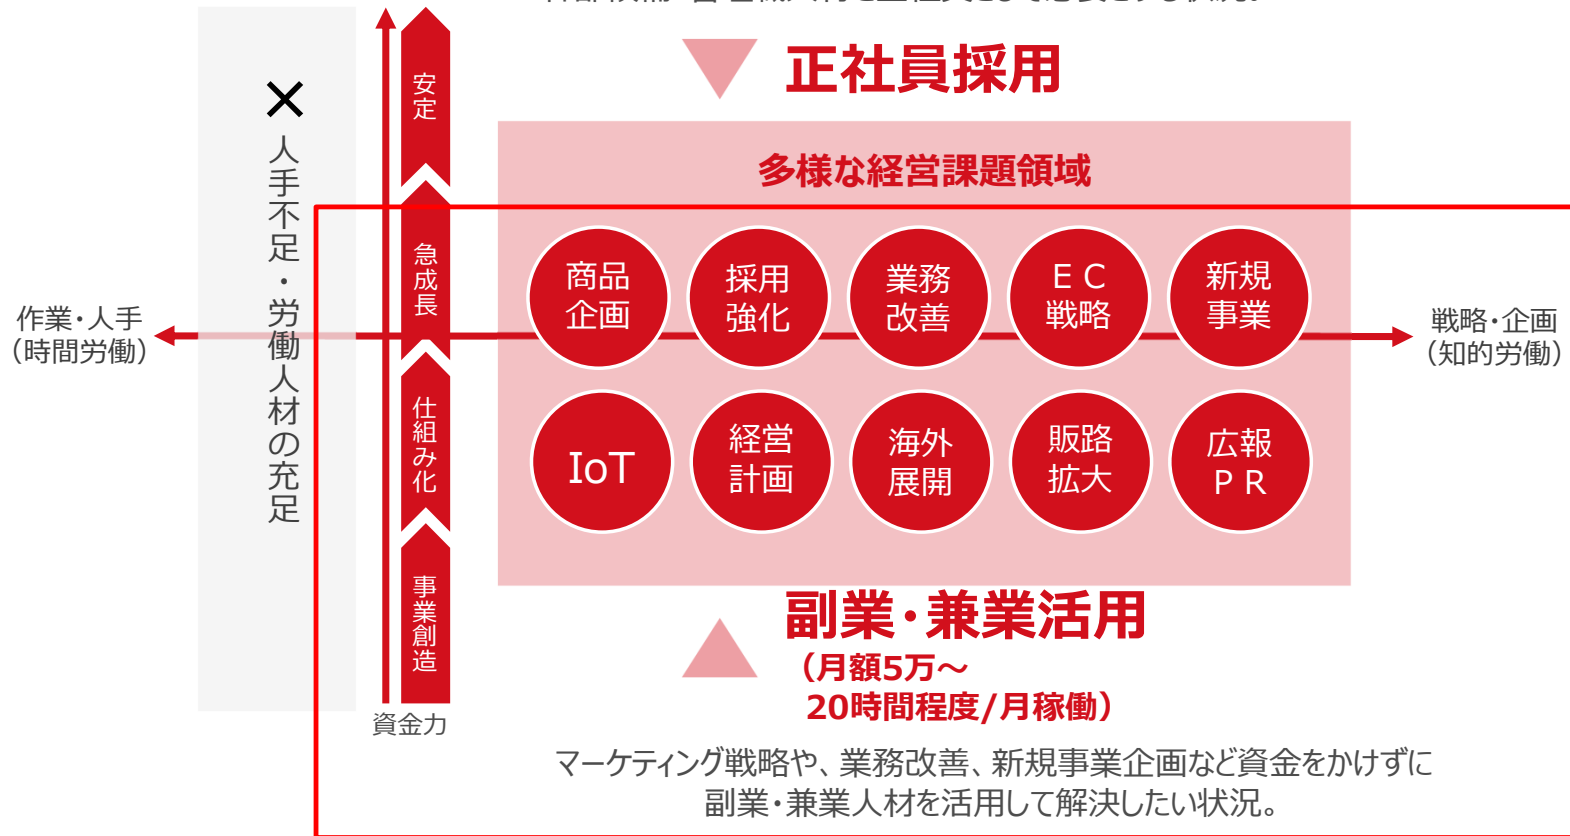 正社員採用
多様な経営課題領域
×
人手不足・労働人材の充足
安定
急成長
仕組み化
事業創造
資金力
作業・人手
（時間労働）
戦略・企画
（知的労働）
商品
企画
採用
強化
業務
改善
ＥＣ
戦略
新規
事業
IoT
経営
計画
海外
展開
販路
拡大
広報
ＰＲ
副業・兼業活用
（月額5万～
20時間程度/月稼働）
マーケティング戦略や、業務改善、新規事業企画など資金をかけずに
副業・兼業人材を活用して解決したい状況。